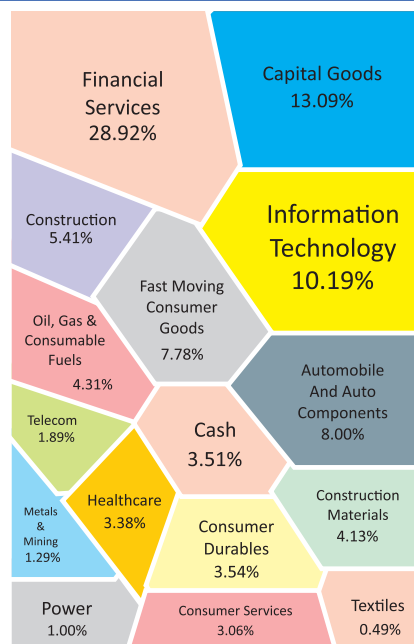 Financial
Services
28.92%
Capital Goods
13.09%
Construction
5.41%
Information
Technology
10.19%
Fast Moving
Consumer
Goods
7.78%
Oil, Gas &
Consumable
Fuels
4.31%
Automobile
And Auto
Components
8.00%
Telecom
1.89%
Cash
3.51%
Healthcare
3.38%
Construction
Materials
4.13%
Metals
&
Mining
1.29%
Consumer
Durables
3.54%
Power
1.00%
Consumer Services
3.06%
Textiles
0.49%